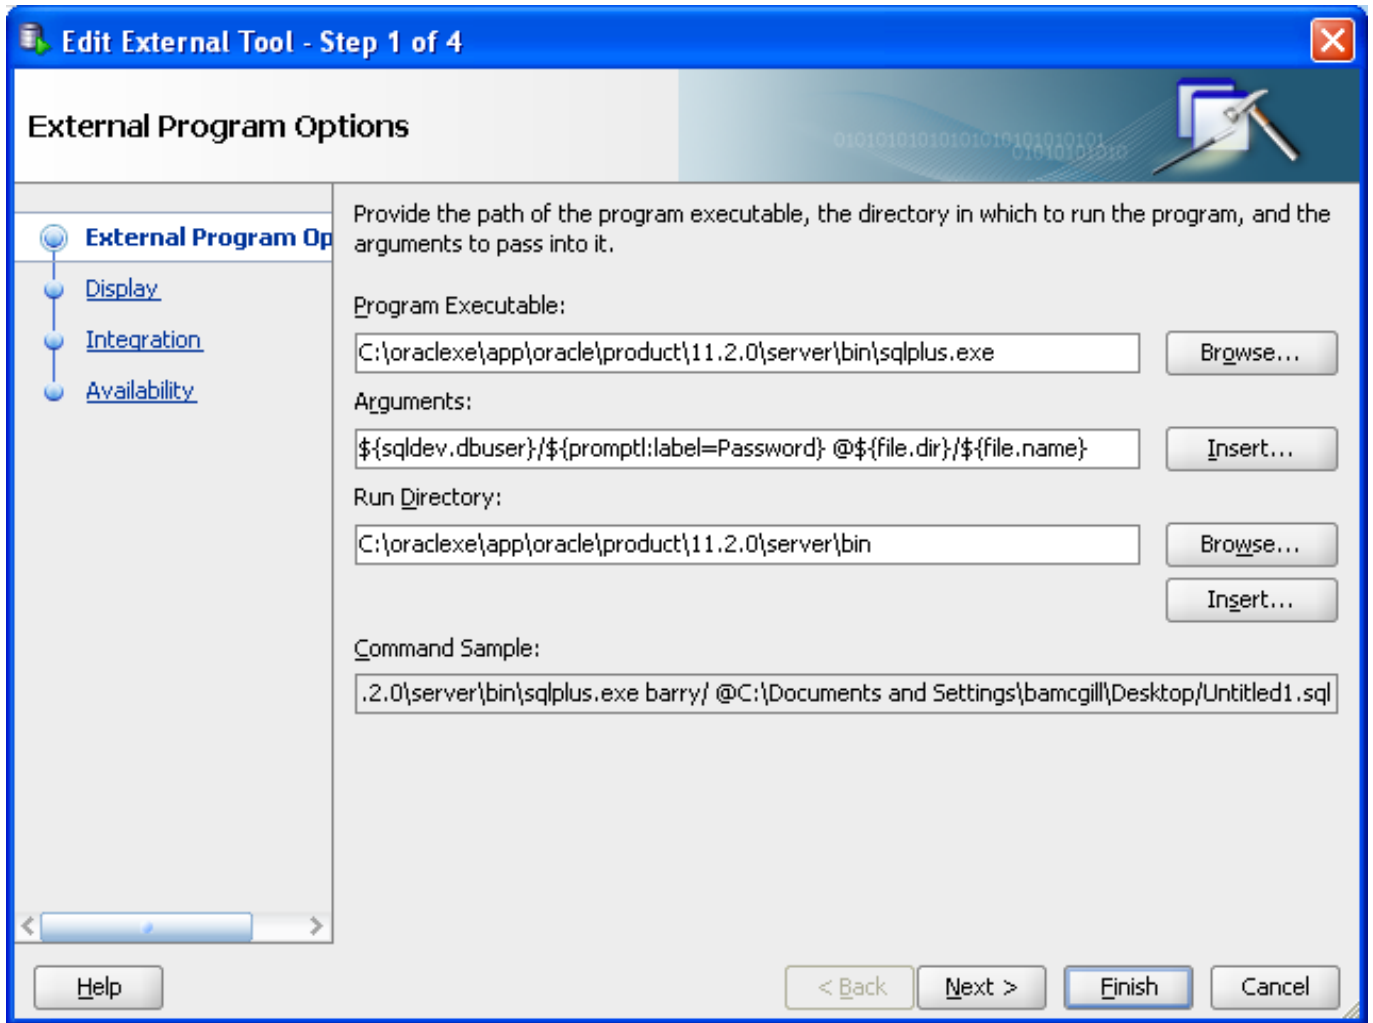 Edit External Tool - Step 1 of 4
External Program Options
0101010101010101010101010101
01010101010
External Program Op
Display
Integration
Availability
Provide the path of the program executable, the directory in which to run the program, and the
arguments to pass into it.
Program Executable:
C:\oraclexe\app\oracle\product\11.2.0\server\bin\sqlplus.exe
Browse...
Arguments:
${sqldev.dbuser}/${promptl:label=Password} @${file.dir}/${file.name}
Insert...
Run Directory:
C:\oraclexe\app\oracle\product\11.2.0\server\bin
Browse...
Insert...
Command Sample:
.2.0\server\bin\sqlplus.exe barry/ @C:\Documents and Settings\bamcgill\Desktop/Untitled1.sql
Help
< Back
Next >
Finish
Cancel